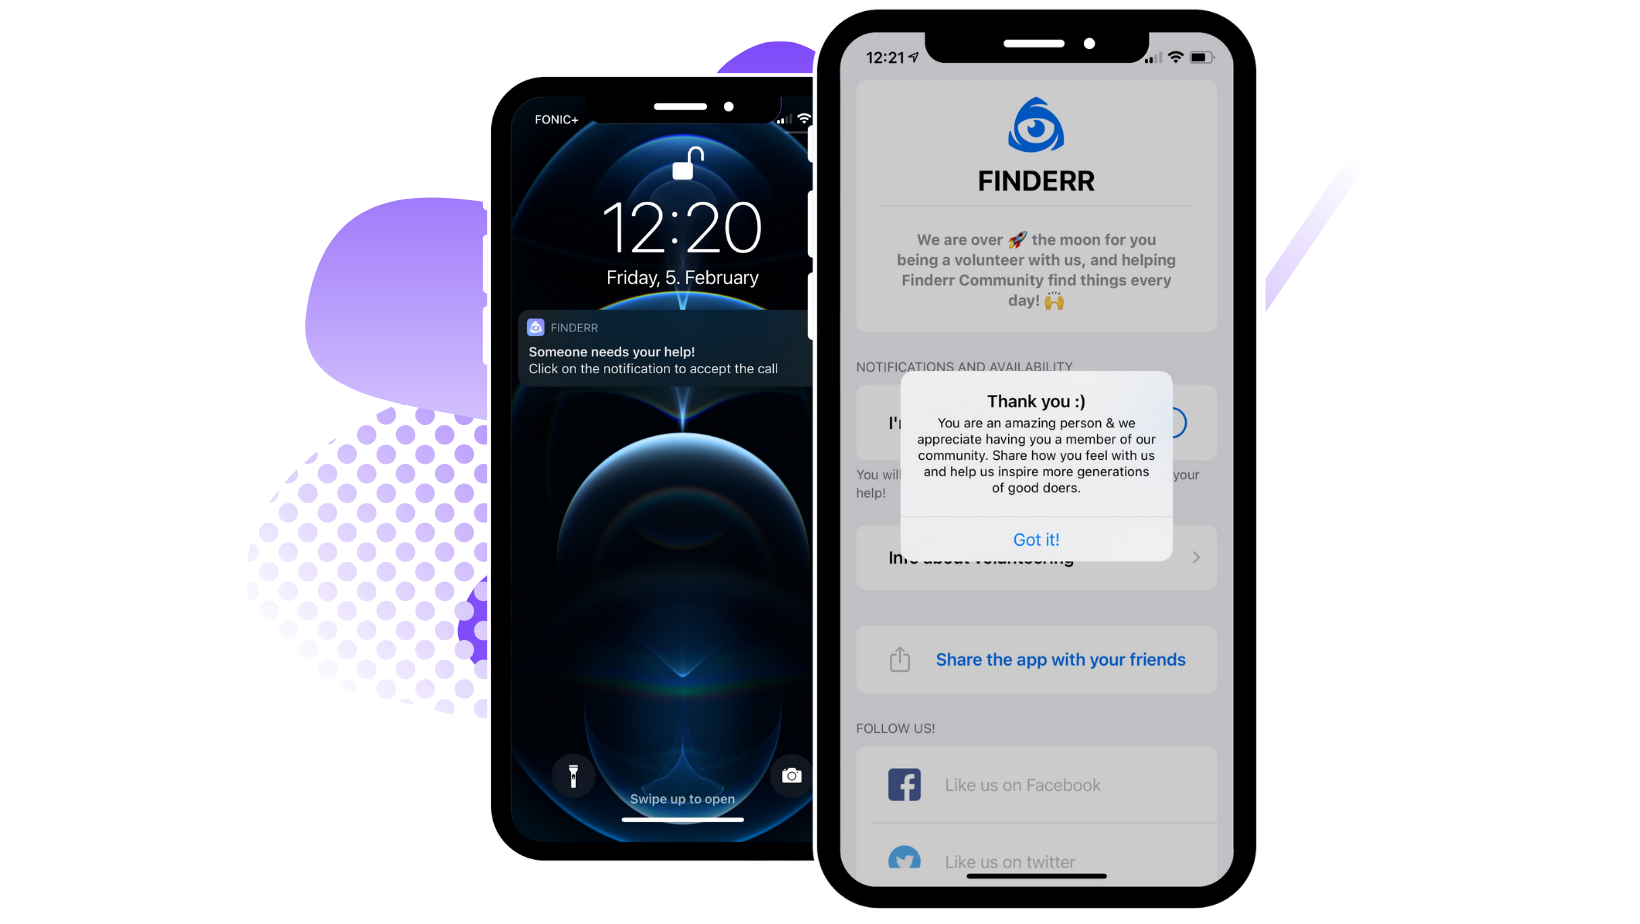 FONIC+
12:20
Friday, 5. February
FINDERR
Someone needs your help!
Click on the notification to accept the call
Swipe up to open
12:21
FINDERR
We are over 🚀 the moon for you
being a volunteer with us, and helping
Finderr Community find things every
day! 🙌
NOTIFICATIONS AND AVAILABILITY
Thank you :)
You are an amazing person & we
appreciate having you a member of our
community. Share how you feel with us
and help us inspire more generations
of good doers.
Got it!
You will
your
help!
Info about volunteering
Share the app with your friends
FOLLOW US!
Like us on Facebook
Like us on twitter